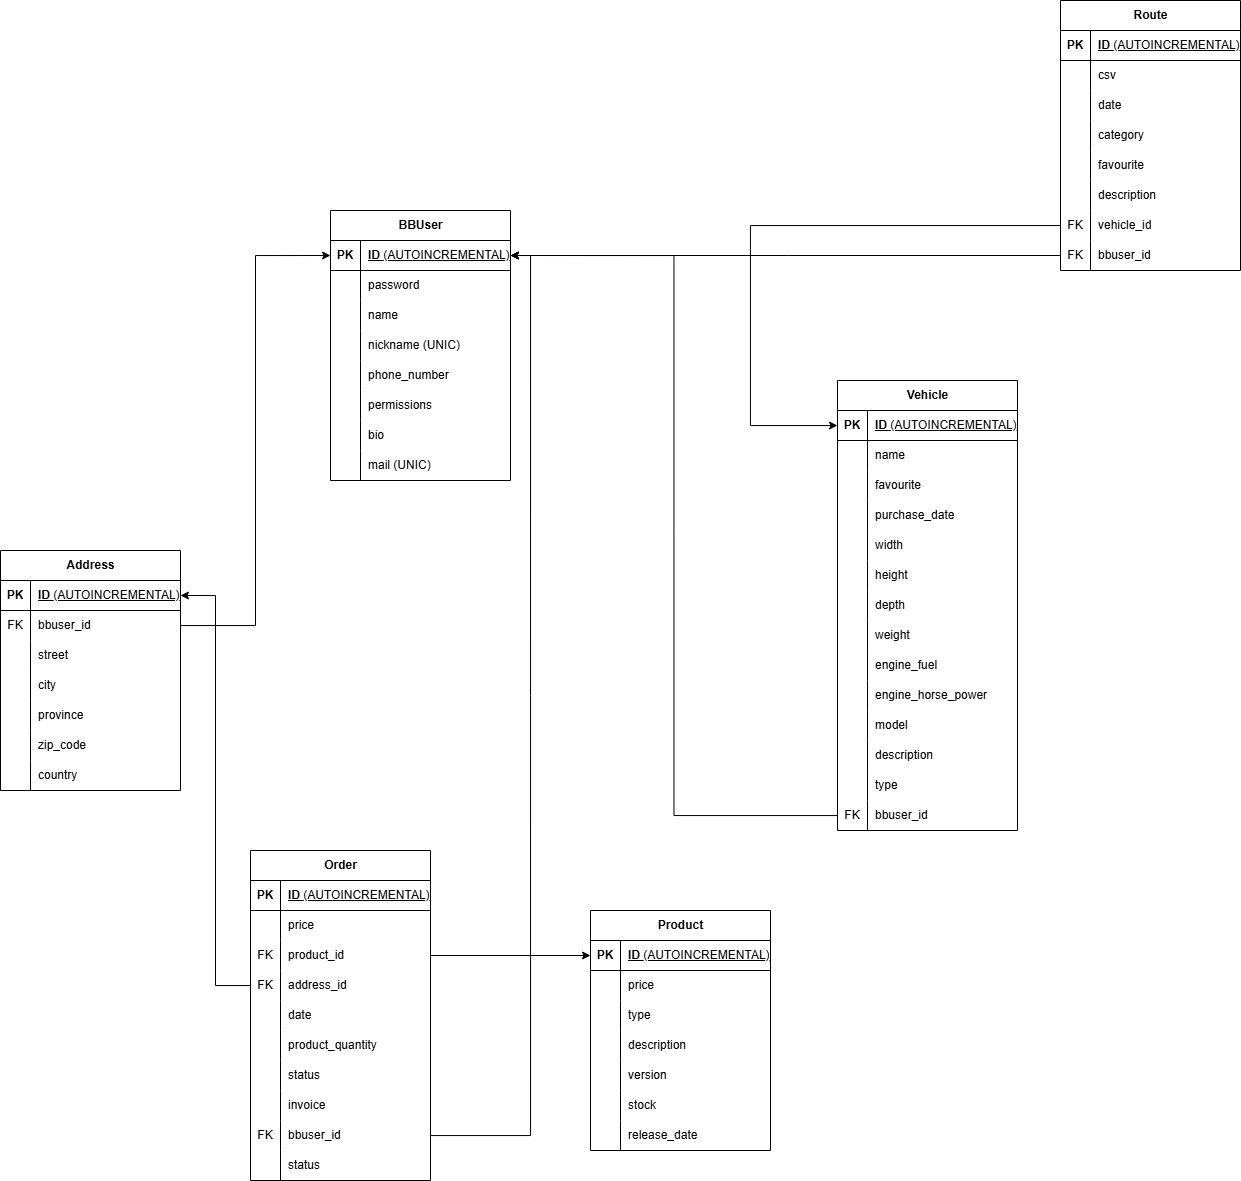 Route
PK ID (AUTOINCREMENTAL)
csv
date
category
favourite
description
FK vehicle_id
FK bbuser_id
BBUser
PK ID (AUTOINCREMENTAL)
password
name
nickname (UNIC)
phone_number
permissions
bio
mail (UNIC)
Vehicle
PK ID (AUTOINCREMENTAL)
name
favourite
purchase_date
width
height
depth
weight
engine_fuel
engine_horse_power
model
description
type
FK bbuser_id
Address
PK ID (AUTOINCREMENTAL)
FK bbuser_id
street
city
province
zip_code
country
Order
PK ID (AUTOINCREMENTAL)
price
FK product_id
FK address_id
date
product_quantity
status
invoice
FK bbuser_id
status
Product
PK ID (AUTOINCREMENTAL)
price
type
description
version
stock
release_date